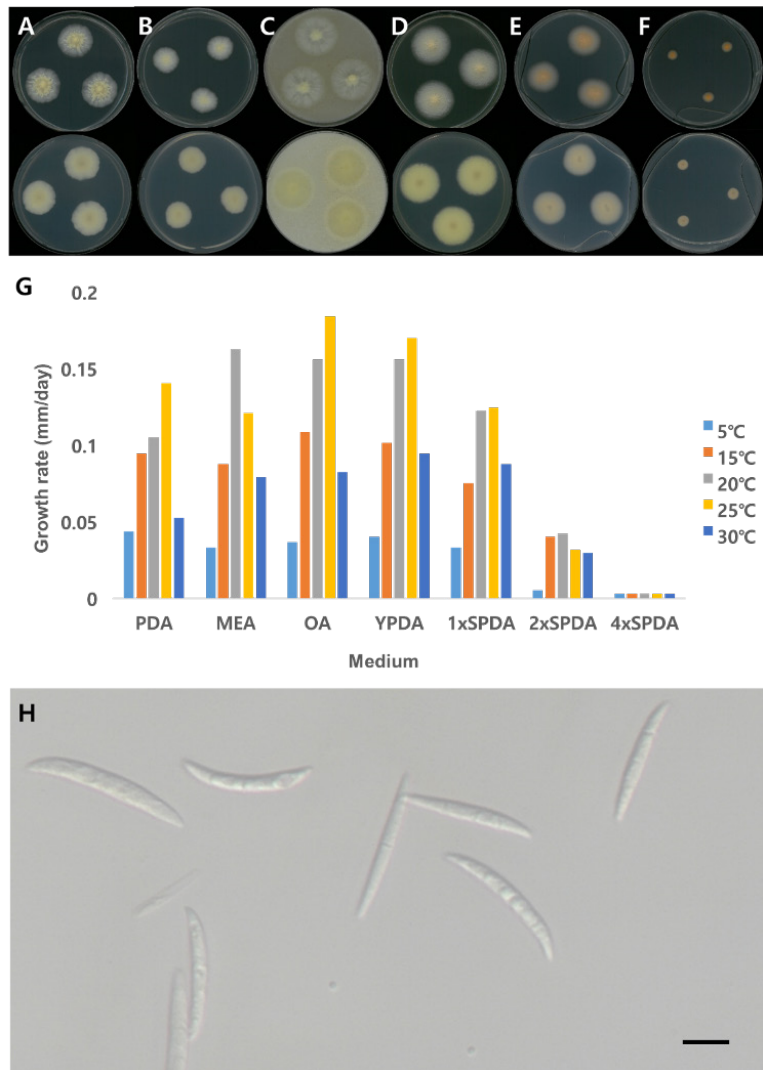 A B C D E F
G
0.2
0.15
0.1
0.05
0
Growth rate (mm/day)
5℃
15℃
20℃
25℃
30℃
PDA MEA OA YPDA 1xSPDA 2xSPDA 4xSPDA
Medium
H